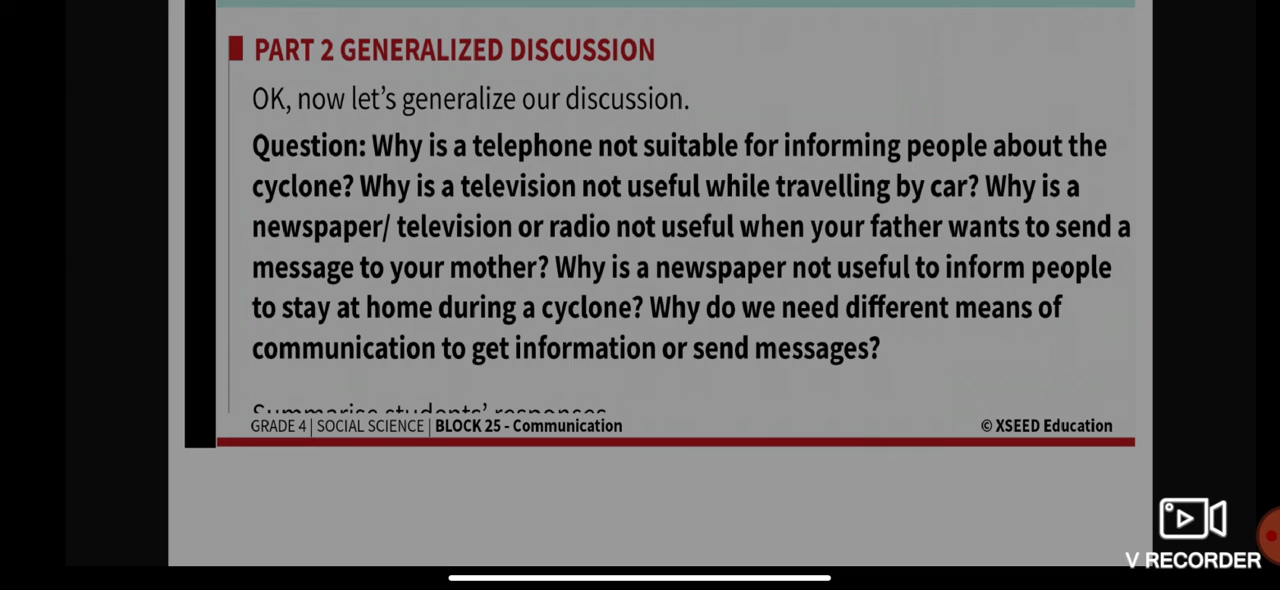 PART 2 GENERALIZED DISCUSSION
OK, now let’s generalize our discussion.
Question: Why is a telephone not suitable for informing people about the
cyclone? Why is a television not useful while travelling by car? Why is a
newspaper/ television or radio not useful when your father wants to send a
message to your mother? Why is a newspaper not useful to inform people
to stay at home during a cyclone? Why do we need different means of
communication to get information or send messages?
Summarise students’ responses
GRADE 4 | SOCIAL SCIENCE | BLOCK 25 - Communication
© XSEED Education
V RECORDER